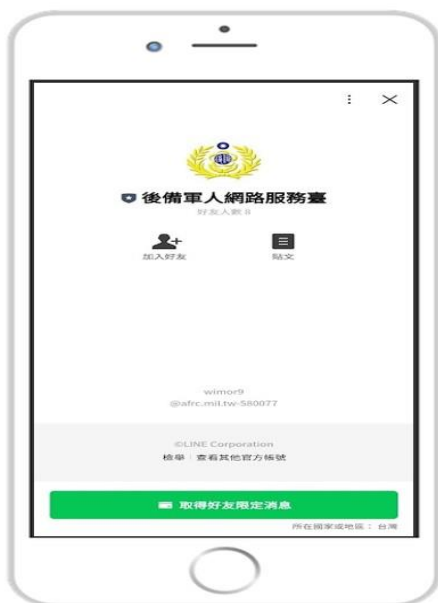 後備軍人網路服務臺
好友人數 8
加入好友 貼文
wimor9
@afrc.mil.tw-580077
©LINE Corporation
檢舉 | 查看其他官方帳號
取得好友限定消息
所在國家或地區： 台灣